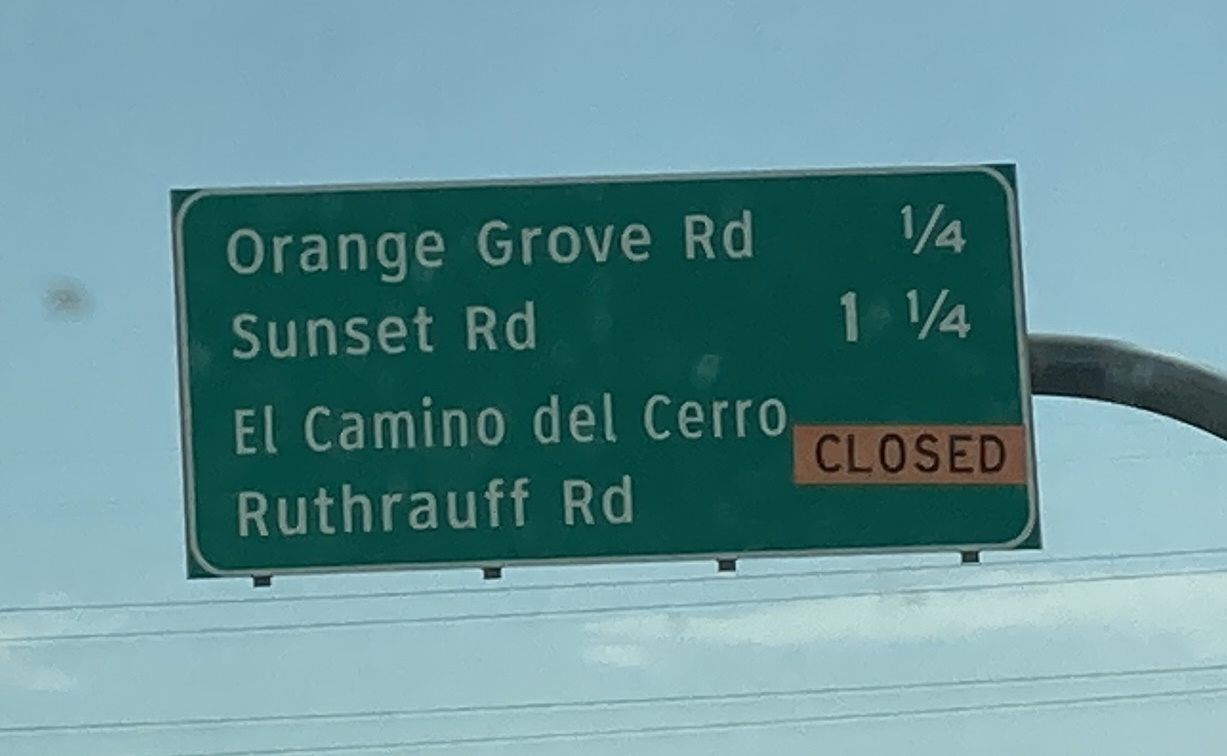 Orange Grove Rd ¼
Sunset Rd 1 ¼
El Camino del Cerro
CLOSED
Ruthrauff Rd